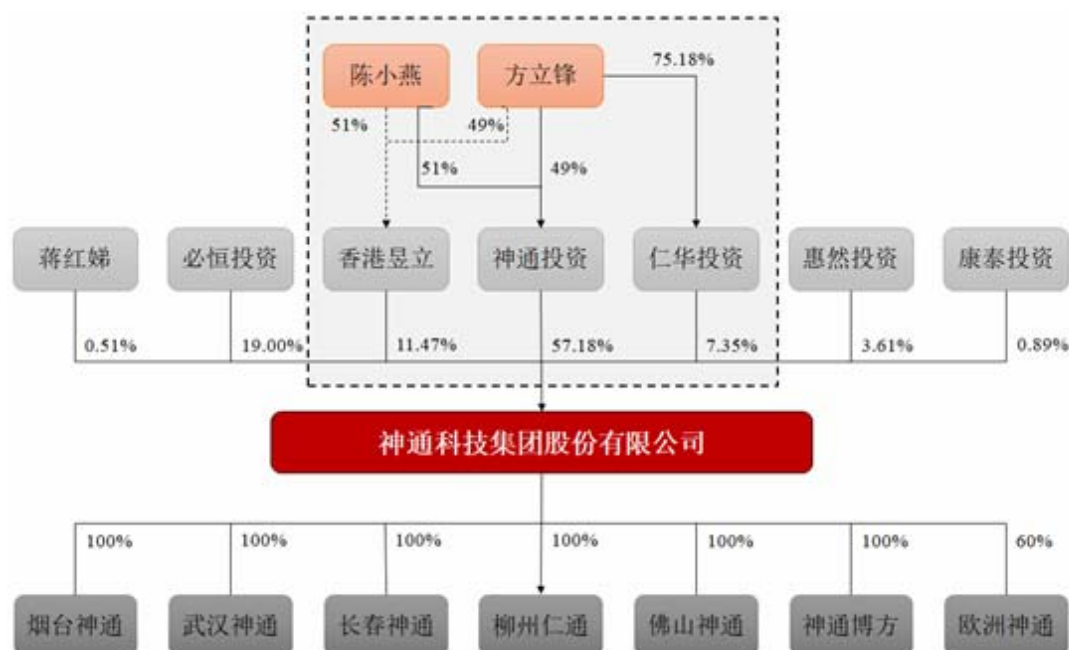 陈小燕
方立锋
75.18%
51%
49%
51%
49%
蒋红娣
必恒投资
香港昱立
神通投资
仁华投资
惠然投资
康泰投资
0.51%
19.00%
11.47%
57.18%
7.35%
3.61%
0.89%
神通科技集团股份有限公司
100%
100%
100%
100%
100%
100%
60%
烟台神通
武汉神通
长春神通
柳州仁通
佛山神通
神通博方
欧洲神通